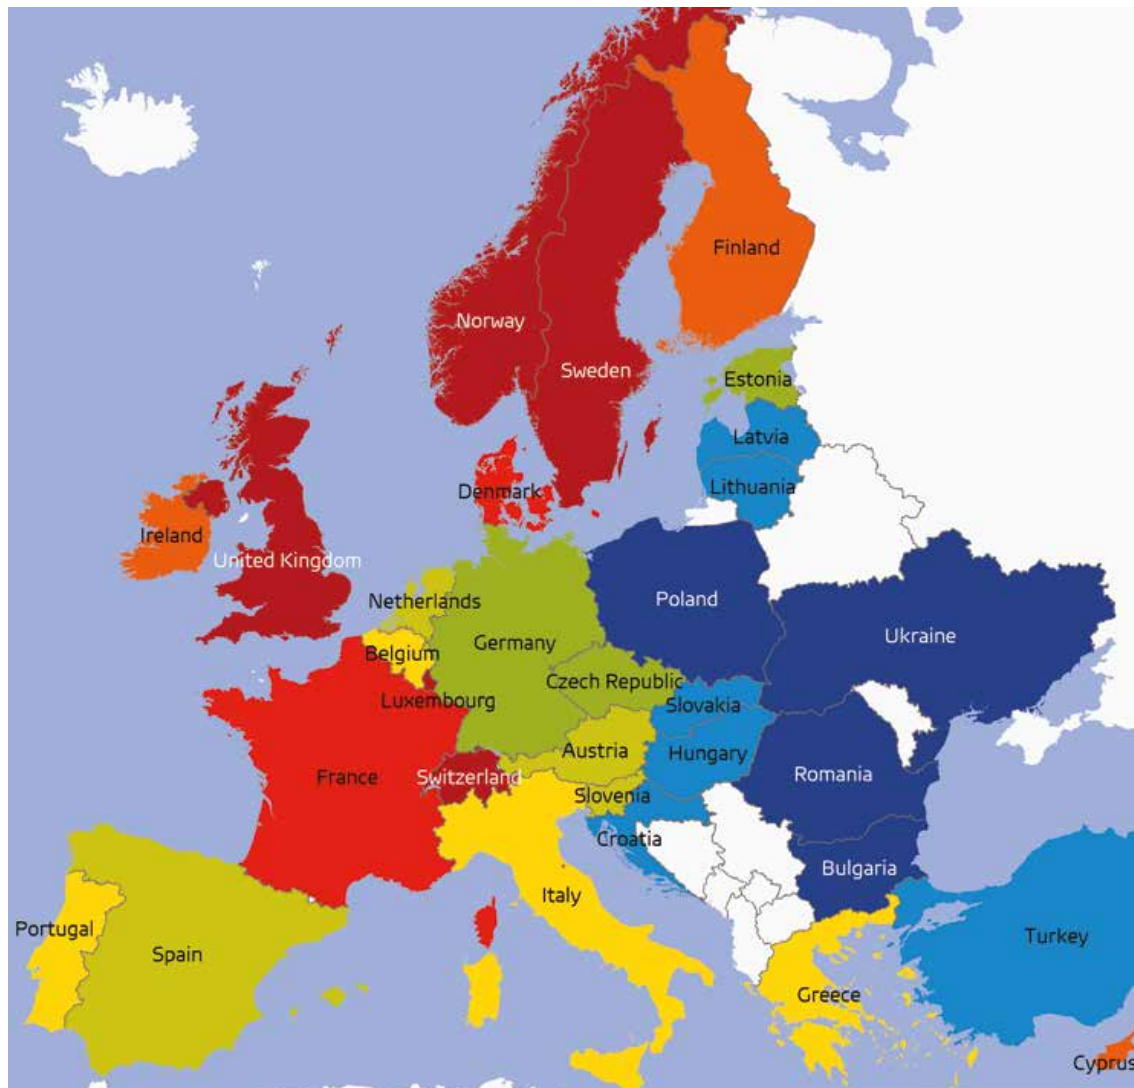 Finland
Norway
Sweden
Estonia
Latvia
Lithuania
Denmark
Ireland
United Kingdom
Netherlands
Poland
Ukraine
Germany
Belgium
Czech Republic
Luxembourg
Slovakia
Austria
Hungary
France
Switzerland
Romania
Slovenia
Croatia
Bulgaria
Italy
Portugal
Turkey
Spain
Greece
Cyprus